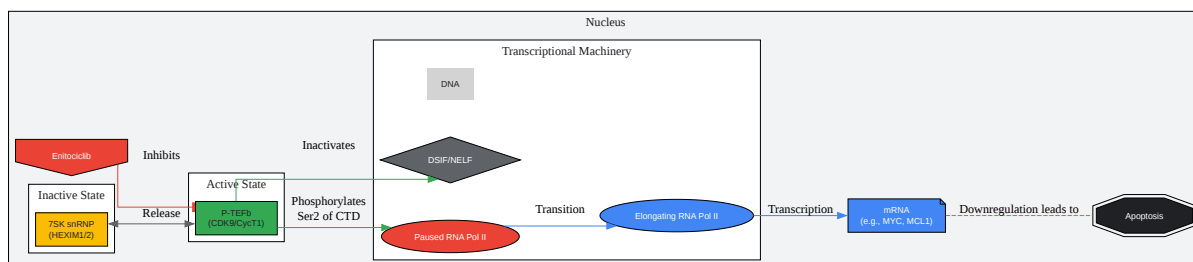 Nucleus
Transcriptional Machinery
DNA
Enitociclib
Inhibits
Inactivates
DSIF/NELF
Inactive State
7SK snRNP
(HEXIM1/2)
Release
Active State
P-TEFb
(CDK9/CycT1)
Phosphorylates
Ser2 of CTD
Paused RNA Pol II
Transition
Elongating RNA Pol II
Transcription
mRNA
(e.g., MYC, MCL1)
Downregulation leads to
Apoptosis